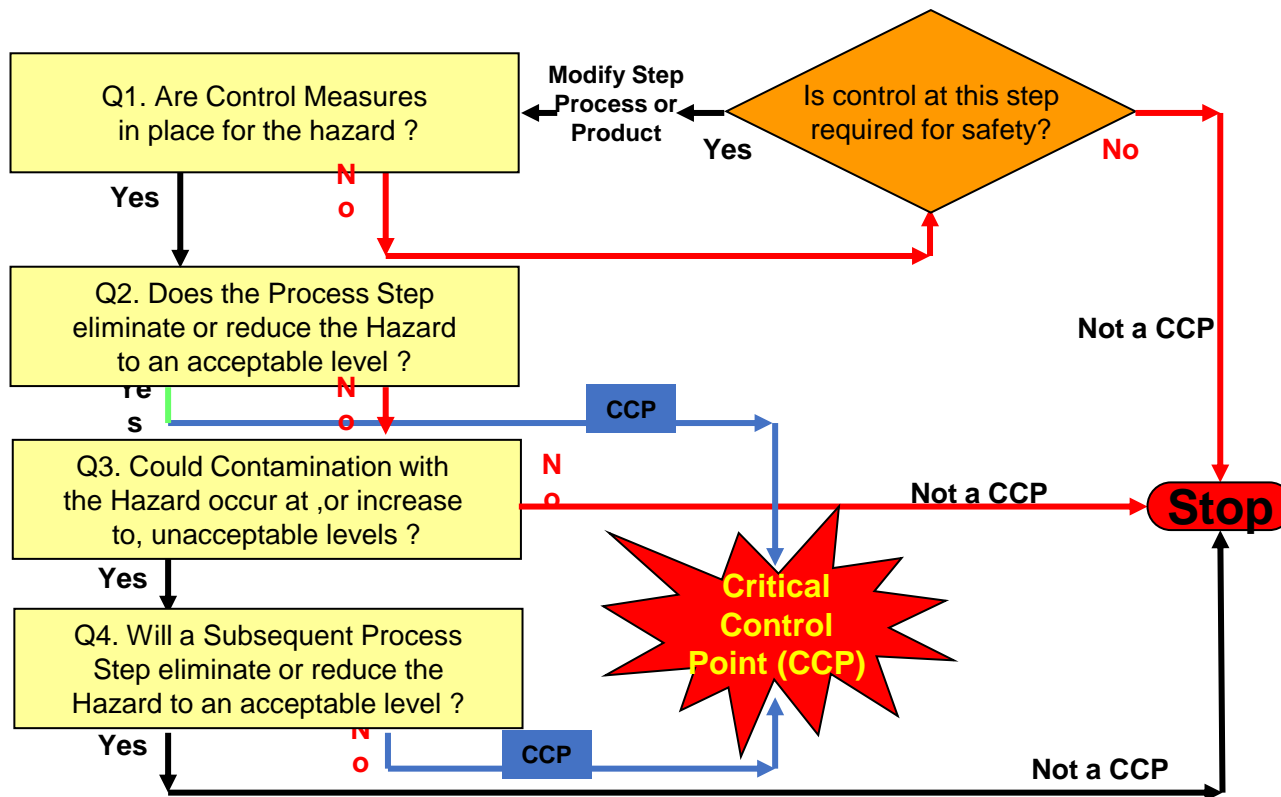 Q1. Are Control Measures
in place for the hazard ?
Modify Step
Process or
Product
Is control at this step
required for safety?
Yes
No
Yes
N
o
Q2. Does the Process Step
eliminate or reduce the Hazard
to an acceptable level ?
Not a CCP
Ye
s
N
o
CCP
Q3. Could Contamination with
the Hazard occur at ,or increase
to, unacceptable levels ?
N
o
Not a CCP
Stop
Yes
Critical
Control
Point (CCP)
Q4. Will a Subsequent Process
Step eliminate or reduce the
Hazard to an acceptable level ?
Yes
N
o
CCP
Not a CCP